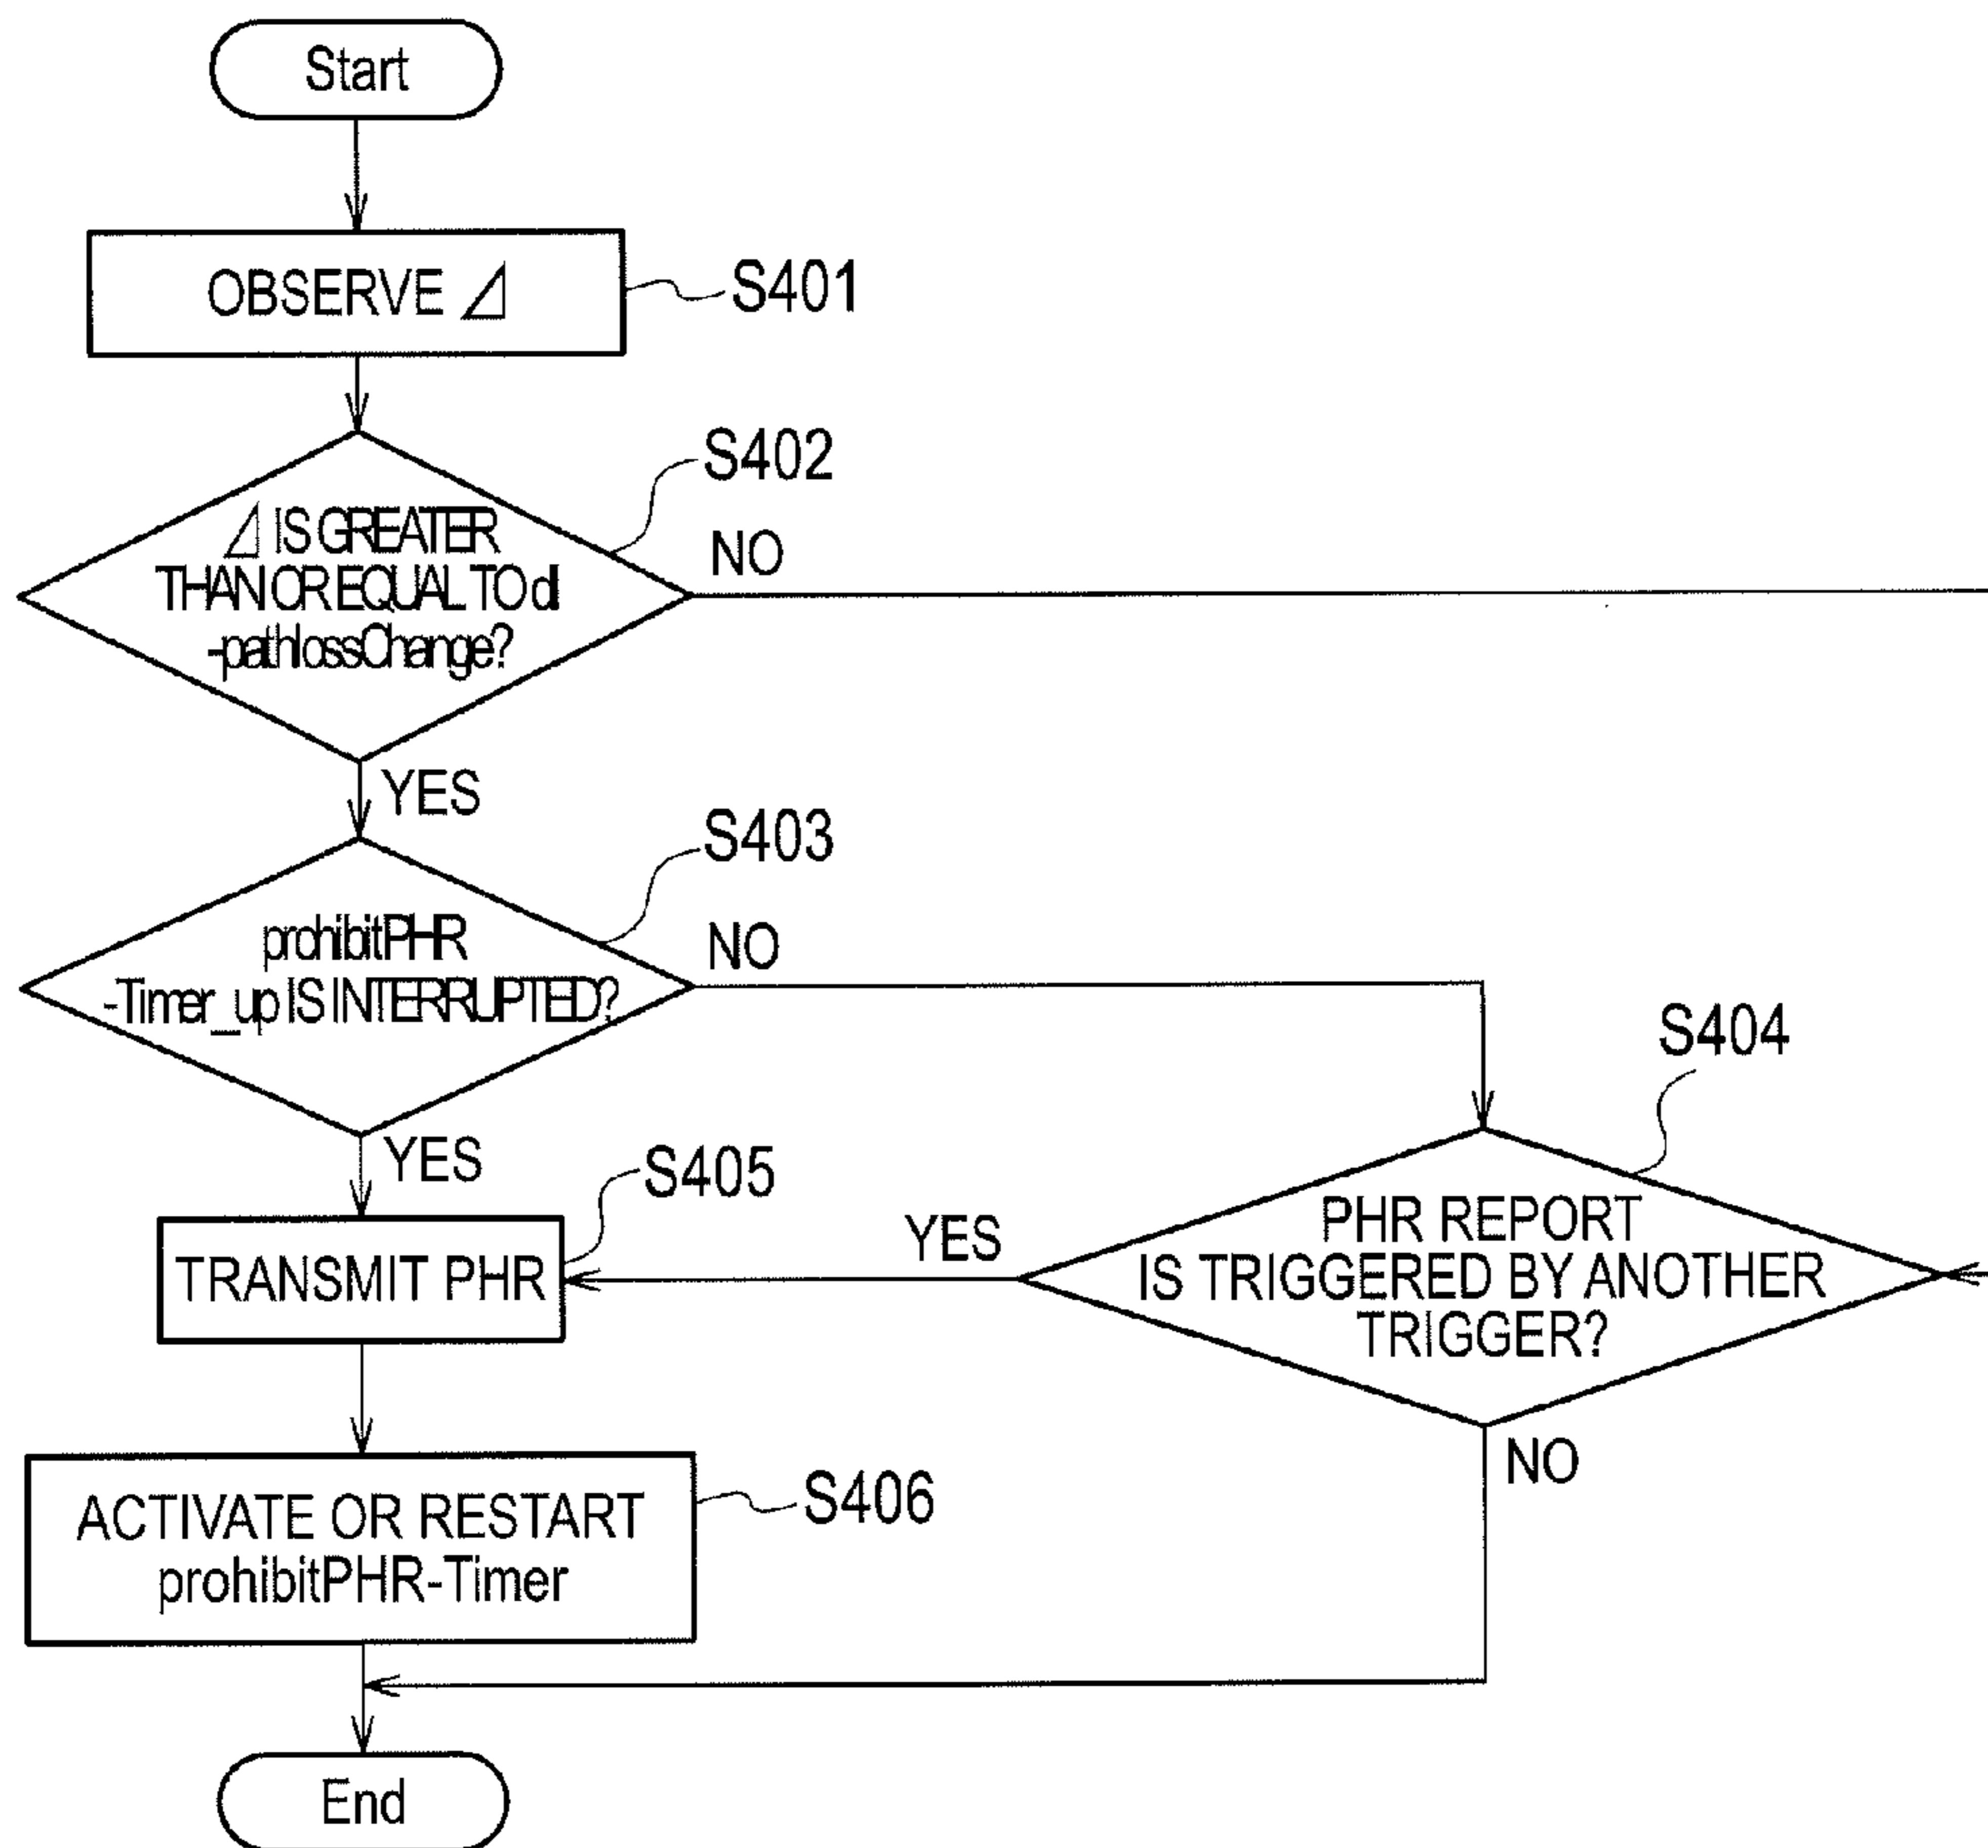 Start
OBSERVE ⊿
S401
S402
⊿ IS GREATER
THAN OR EQUAL TO dl
-pathlossChange?
NO
YES
S403
prohibitPHR
-Timer_up IS INTERRUPTED?
NO
S404
YES
S405
TRANSMIT PHR
YES
PHR REPORT
IS TRIGGERED BY ANOTHER
TRIGGER?
NO
ACTIVATE OR RESTART
prohibitPHR-Timer
S406
End